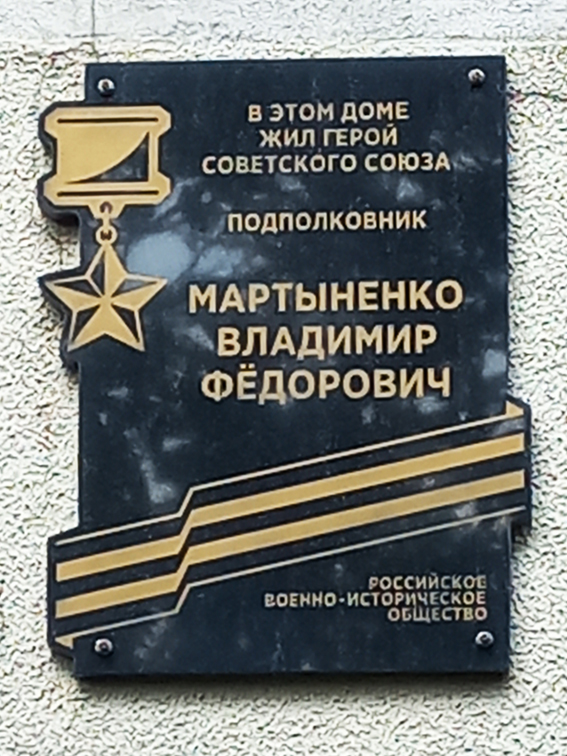 В ЭТОМ ДОМЕ
ЖИЛ ГЕРОЙ
СОВЕТСКОГО СОЮЗА
ПОДПОЛКОВНИК
МАРТЫНЕНКО
ВЛАДИМИР
ФЁДОРОВИЧ
РОССИЙСКОЕ
ВОЕННО-ИСТОРИЧЕСКОЕ
ОБЩЕСТВО